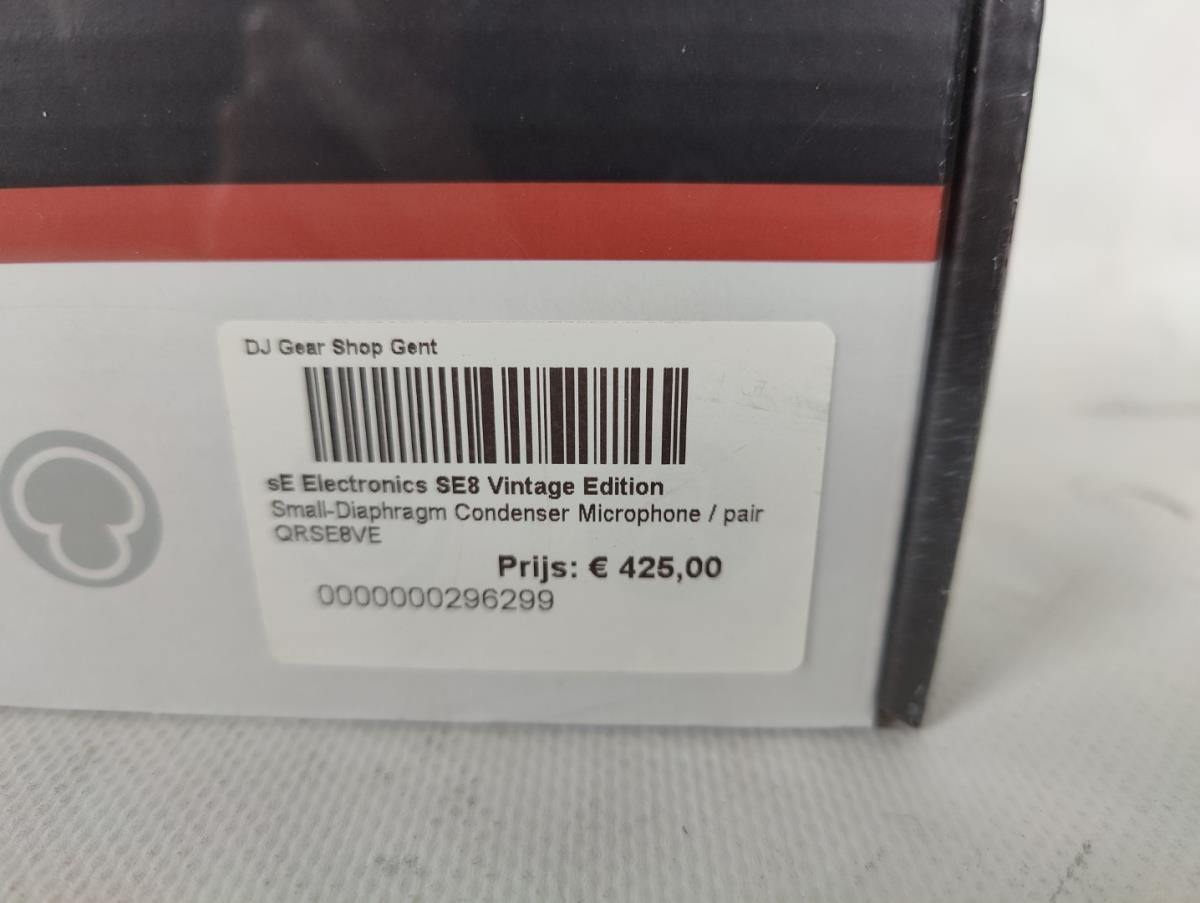 DJ Gear Shop Gent
sE Electronics SE8 Vintage Edition
Small-Diaphragm Condenser Microphone / pair
QRSE8VE
Prijs: € 425,00
0000000296299